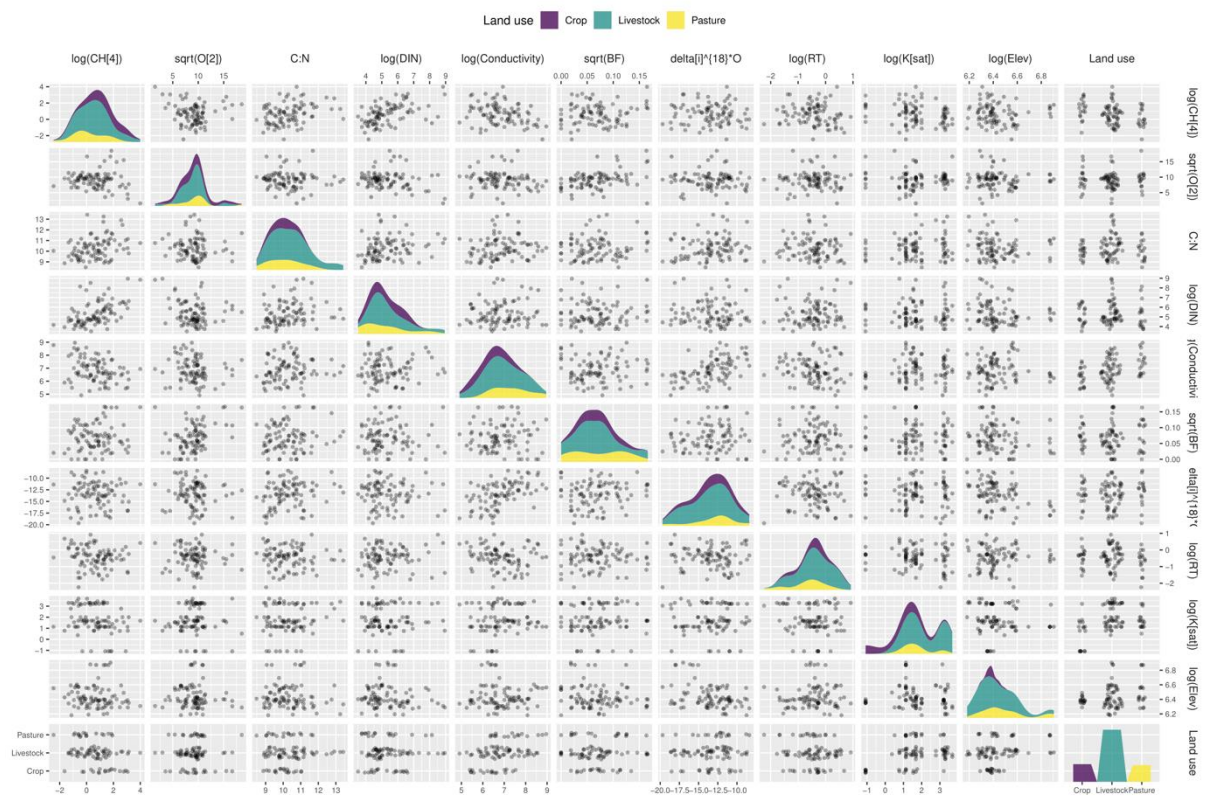 Land use Crop Livestock Pasture
log(CH[4]) sqrt(O[2]) C:N log(DIN) log(Conductivity) sqrt(BF) delta[i]^{18}*O log(RT) log(K[sat]) log(Elev) Land use
5 10 15 4 5 6 7 8 9 0.00 0.05 0.10 0.15 −2 −1 0 1 6.2 6.4 6.6 6.8
4
2
0
−2
log(CH[4])
15
10
5
sqrt(O[2])
13
12
11
10
9
C:N
9
8
7
6
5
4
log(DIN)
9
8
7
6
5
ɟ(Conductivi
0.15
0.10
0.05
0.00
sqrt(BF)
−10.0
−12.5
−15.0
−17.5
−20.0
elta[i]^{18}*(
1
0
−1
−2
log(RT)
3
2
1
0
−1
log(K[sat])
6.8
6.6
6.4
6.2
log(Elev)
Pasture
Livestock
Crop
Land use
−2 0 2 4 9 10 11 12 13 5 6 7 8 9 −20.0−17.5−15.0−12.5−10.0 −1 0 1 2 3 Crop LivestockPasture